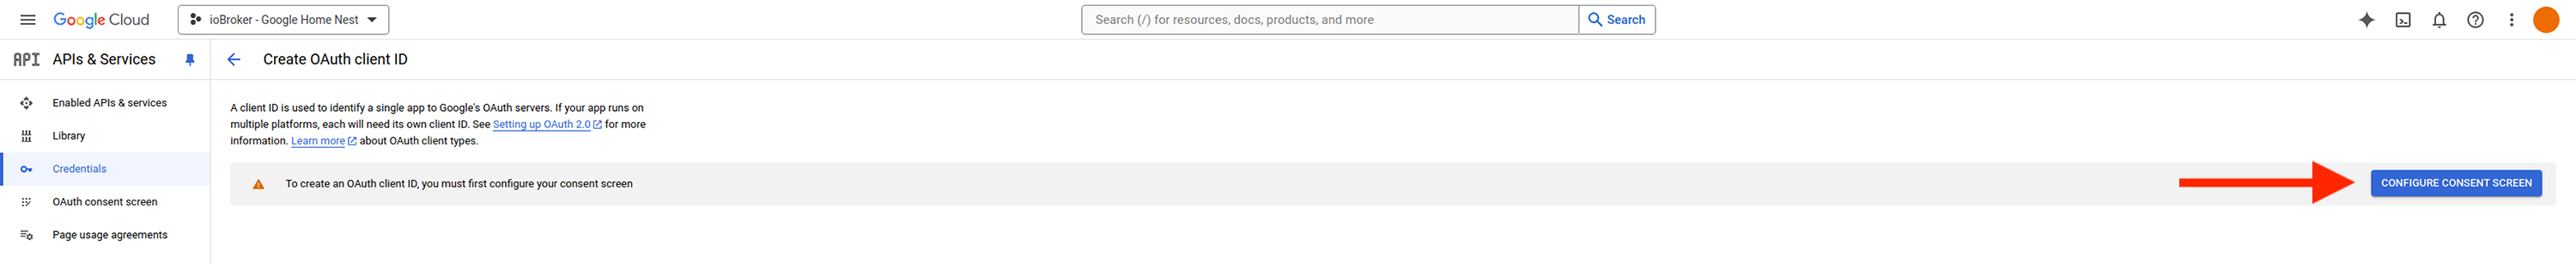 Google Cloud
ioBroker - Google Home Nest
Search (/) for resources, docs, products, and more
Search
API
APIs & Services
Create OAuth client ID
Enabled APIs & services
Library
Credentials
OAuth consent screen
Page usage agreements
A client ID is used to identify a single app to Google's OAuth servers. If your app runs on
multiple platforms, each will need its own client ID. See Setting up OAuth 2.0 for more
information. Learn more about OAuth client types.
To create an OAuth client ID, you must first configure your consent screen
CONFIGURE CONSENT SCREEN